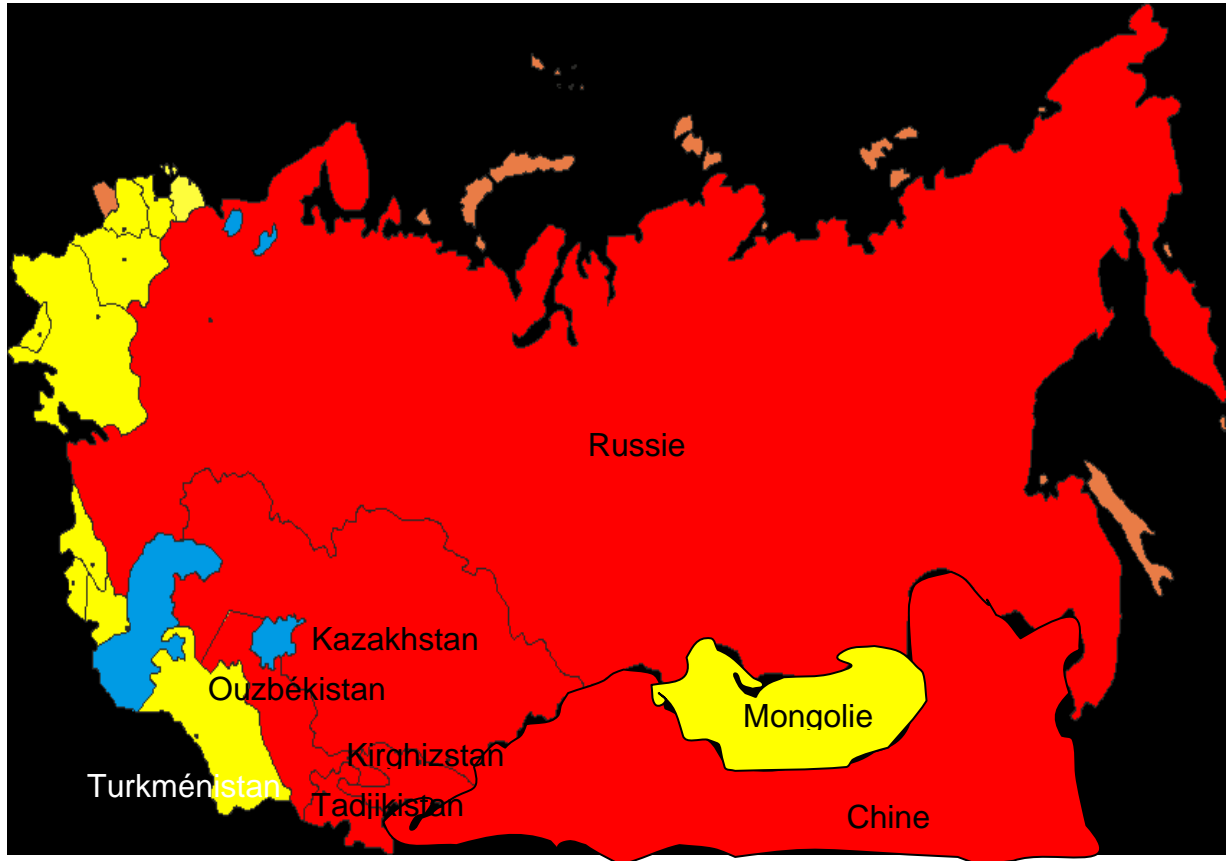 Russie
Kazakhstan
Ouzbékistan
Mongolie
Kirghizstan
Turkménistan
Tadjikistan
Chine